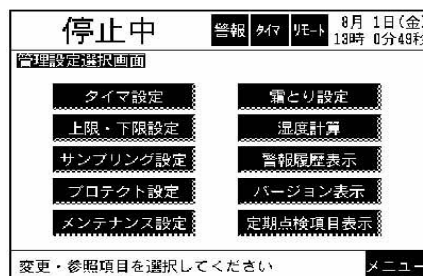 停止中 警報 タイマ リモート 8月 1日(金)
13時 0分49秒
管理設定選択画面
タイマ設定 霜とり設定
上限・下限設定 湿度計算
サンプリング設定 警報履歴表示
プロテクト設定 バージョン表示
メンテナンス設定 定期点検項目表示
変更・参照項目を選択してください メニュー